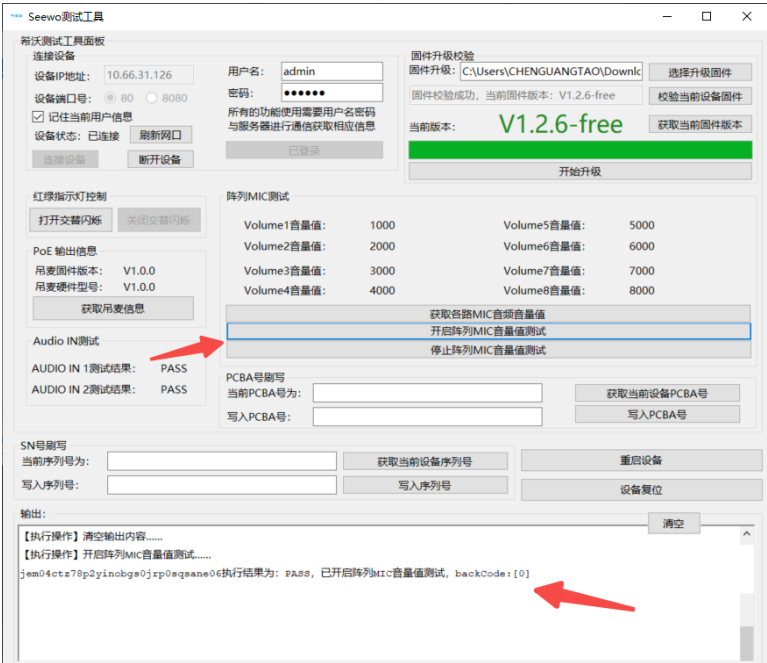 Seewo测试工具
希沃测试工具面板
连接设备
设备IP地址: 10.66.31.126
设备端口号: 80 8080
记住当前用户信息
设备状态: 已连接 刷新网口
连接设备 断开设备
用户名: admin
密码: ●●●●●●
所有的功能使用需要用户名密码
与服务器进行通信获取相应信息
已登录
固件升级校验
固件升级: C:\Users\CHENGUANGTAO\Downlc 选择升级固件
固件校验成功，当前固件版本: V1.2.6-free 校验当前设备固件
当前版本: V1.2.6-free 获取当前固件版本
开始升级
红绿指示灯控制
打开交替闪烁 关闭交替闪烁
PoE 输出信息
吊麦固件版本: V1.0.0
吊麦硬件型号: V1.0.0
获取吊麦信息
Audio IN测试
AUDIO IN 1测试结果: PASS
AUDIO IN 2测试结果: PASS
阵列MIC测试
Volume1音量值: 1000 Volume5音量值: 5000
Volume2音量值: 2000 Volume6音量值: 6000
Volume3音量值: 3000 Volume7音量值: 7000
Volume4音量值: 4000 Volume8音量值: 8000
获取各路MIC音频音量值
开启阵列MIC音量值测试
停止阵列MIC音量值测试
PCBA号刷写
当前PCBA号为: 获取当前设备PCBA号
写入PCBA号: 写入PCBA号
SN号刷写
当前序列号为: 获取当前设备序列号
写入序列号: 写入序列号
重启设备
设备复位
输出:
清空
【执行操作】清空输出内容......
【执行操作】开启阵列MIC音量值测试......
jem04ctz78p2yinobgs0jrp0sqsane06执行结果为: PASS, 已开启阵列MIC音量值测试, backCode:[0]